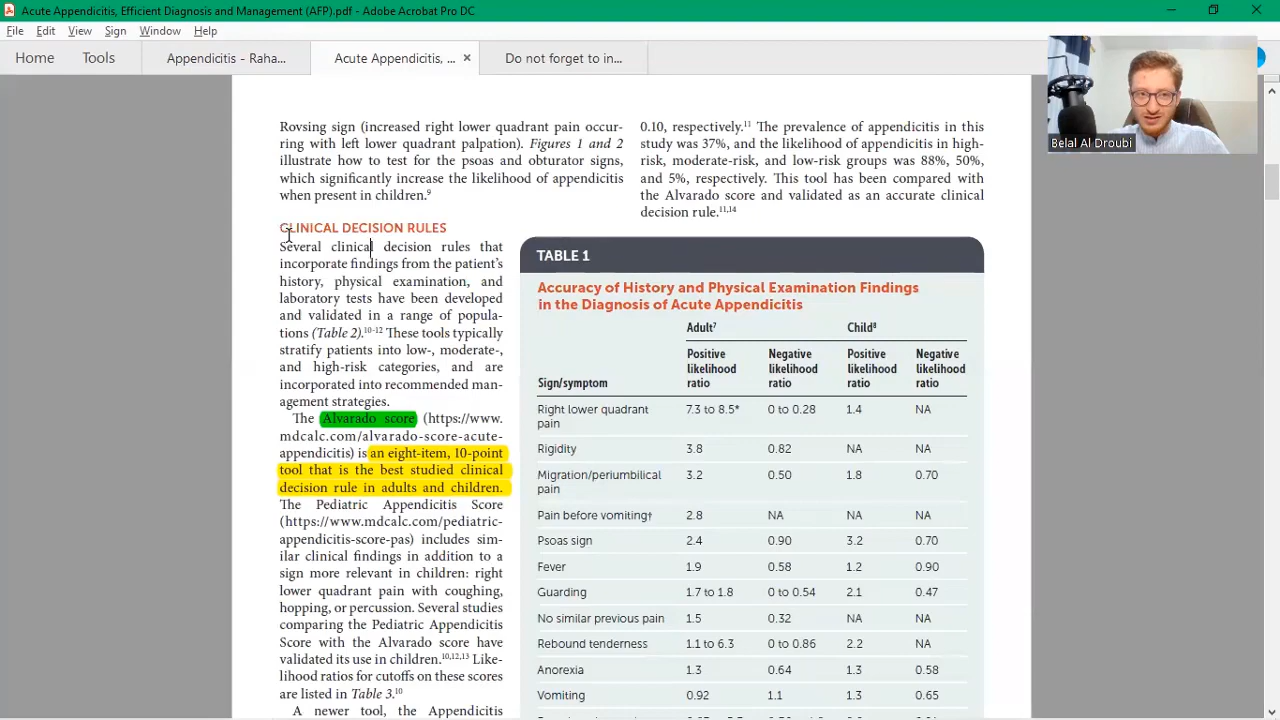 Acute Appendicitis, Efficient Diagnosis and Management (AFP).pdf - Adobe Acrobat Pro DC
File Edit View Sign Window Help
Home Tools Appendicitis - Raha... Acute Appendicitis, ... × Do not forget to in...
Belal Al Droubi
Rovsing sign (increased right lower quadrant pain occur-
ring with left lower quadrant palpation). Figures 1 and 2
illustrate how to test for the psoas and obturator signs,
which significantly increase the likelihood of appendicitis
when present in children.9
CLINICAL DECISION RULES
Several clinical decision rules that
incorporate findings from the patient's
history, physical examination, and
laboratory tests have been developed
and validated in a range of popula-
tions (Table 2).10-12 These tools typically
stratify patients into low-, moderate-,
and high-risk categories, and are
incorporated into recommended man-
agement strategies.
The Alvarado score (https://www.
mdcalc.com/alvarado-score-acute-
appendicitis) is an eight-item, 10-point
tool that is the best studied clinical
decision rule in adults and children.
The Pediatric Appendicitis Score
(https://www.mdcalc.com/pediatric-
appendicitis-score-pas) includes sim-
ilar clinical findings in addition to a
sign more relevant in children: right
lower quadrant pain with coughing,
hopping, or percussion. Several studies
comparing the Pediatric Appendicitis
Score with the Alvarado score have
validated its use in children.10,12,13 Like-
lihood ratios for cutoffs on these scores
are listed in Table 3.10
A newer tool, the Appendicitis
0.10, respectively.11 The prevalence of appendicitis in this
study was 37%, and the likelihood of appendicitis in high-
risk, moderate-risk, and low-risk groups was 88%, 50%,
and 5%, respectively. This tool has been compared with
the Alvarado score and validated as an accurate clinical
decision rule.11,14
TABLE 1
Accuracy of History and Physical Examination Findings
in the Diagnosis of Acute Appendicitis
Adult7 Child8
Positive Negative Positive Negative
likelihood likelihood likelihood likelihood
Sign/symptom ratio ratio ratio ratio
Right lower quadrant 7.3 to 8.5* 0 to 0.28 1.4 NA
pain
Rigidity 3.8 0.82 NA NA
Migration/periumbilical 3.2 0.50 1.8 0.70
pain
Pain before vomiting† 2.8 NA NA NA
Psoas sign 2.4 0.90 3.2 0.70
Fever 1.9 0.58 1.2 0.90
Guarding 1.7 to 1.8 0 to 0.54 2.1 0.47
No similar previous pain 1.5 0.32 NA NA
Rebound tenderness 1.1 to 6.3 0 to 0.86 2.2 NA
Anorexia 1.3 0.64 1.3 0.58
Vomiting 0.92 1.1 1.3 0.65